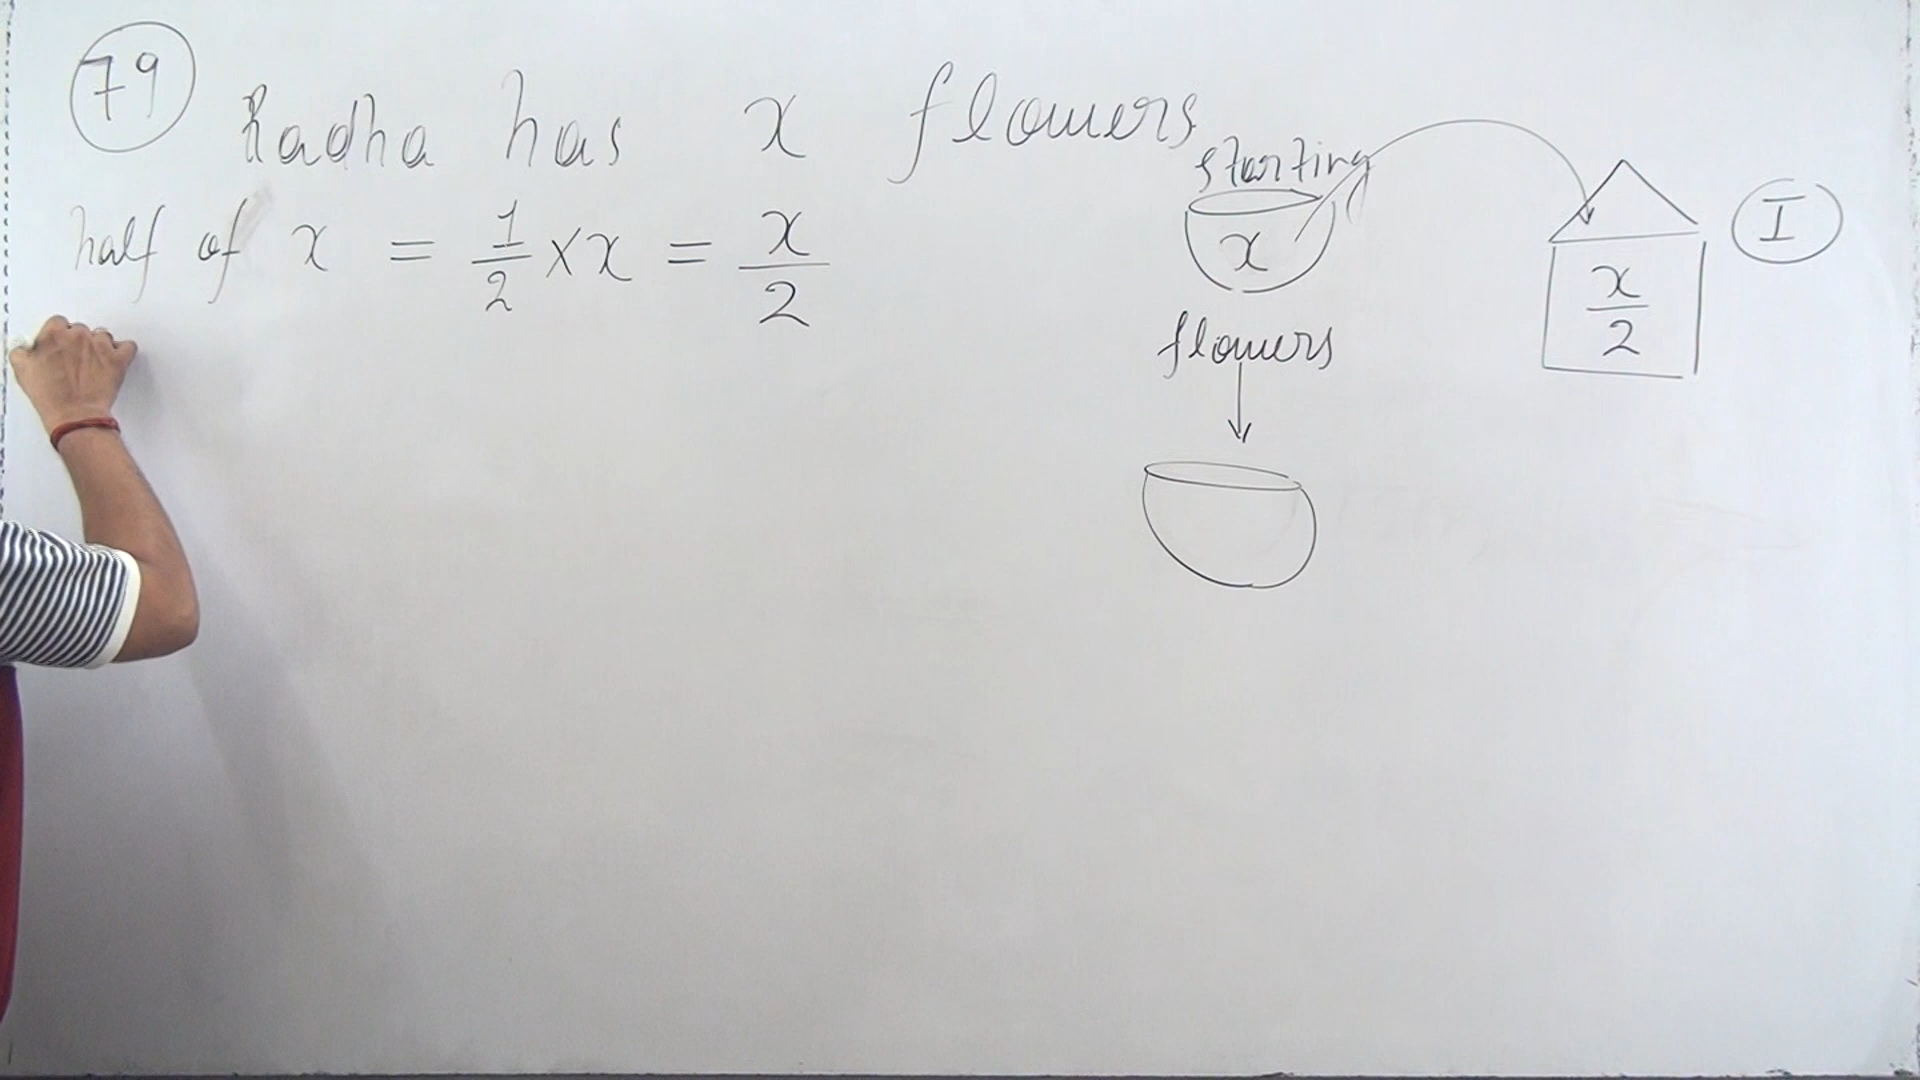 79
Radha has x flowers
half of x = 1/2 × x = x/2
starting
x
flowers
x/2
I